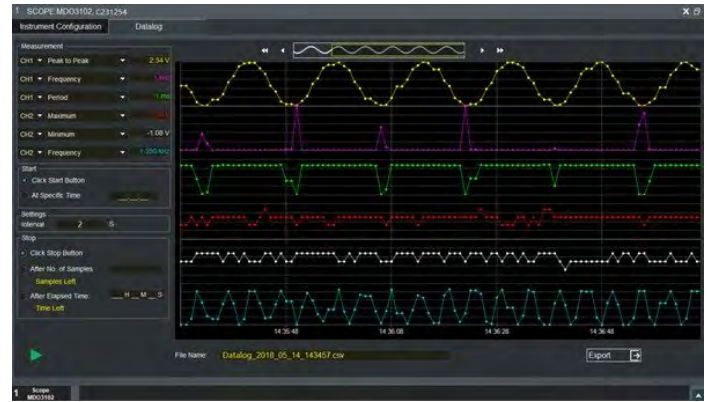 1 SCOPE MDO3102, C231254
Instrument Configuration Datalog
Measurement
CH1 Peak to Peak 2.34 V
CH1 Frequency
CH1 Period
CH2 Maximum
CH2 Minimum -1.08 V
CH2 Frequency
Start
Click Start Button
At Specific Time
Settings
Interval 2 S
Stop
Click Stop Button
After No. of Samples
Samples Left
After Elapsed Time __ H __ M __ S
Time Left
14:35:48 14:36:08 14:36:28 14:36:48
File Name Datalog_2018_05_14_143457.csv Export
1 Scope
MDO3102